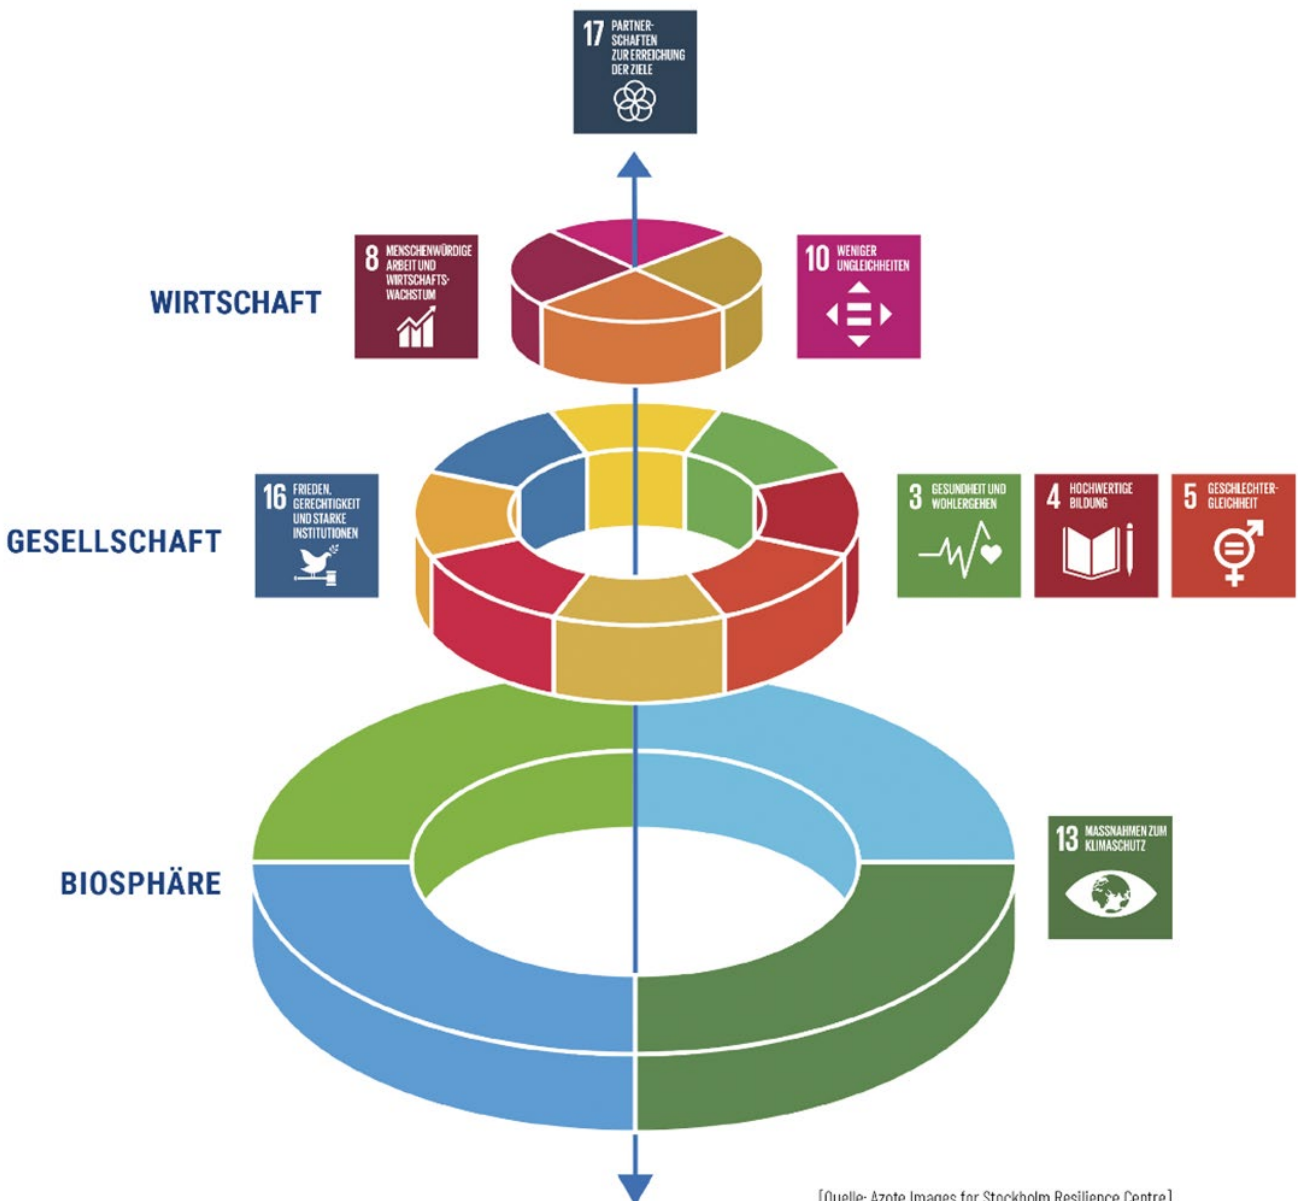 17 PARTNER-
SCHAFTEN
ZUR ERREICHUNG
DER ZIELE
WIRTSCHAFT
8 MENSCHENWÜRDIGE
ARBEIT UND
WIRTSCHAFTS-
WACHSTUM
10 WENIGER
UNGLEICHHEITEN
GESELLSCHAFT
16 FRIEDEN,
GERECHTIGKEIT
UND STARKE
INSTITUTIONEN
3 GESUNDHEIT UND
WOHLERGEHEN
4 HOCHWERTIGE
BILDUNG
5 GESCHLECHTER-
GLEICHHEIT
BIOSPHÄRE
13 MASSNAHMEN ZUM
KLIMASCHUTZ
[Quelle: Azote Images for Stockholm Resilience Centre]